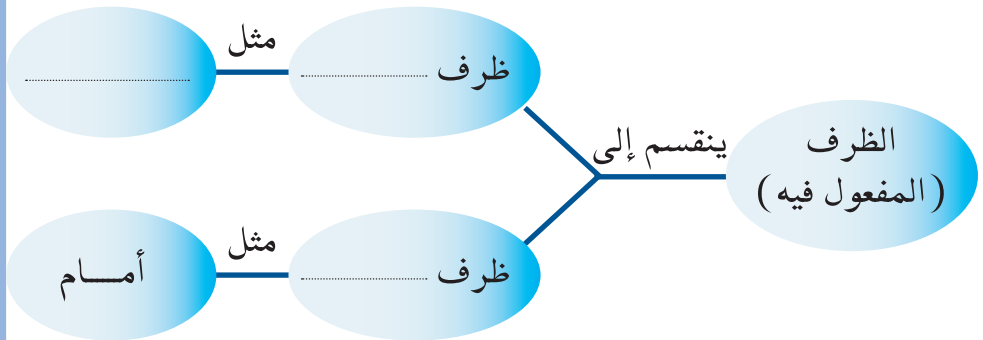 الظرف
(المفعول فيه)
ينقسم إلى
ظرف ....................
مثل
....................
ظرف ....................
مثل
أمـــام